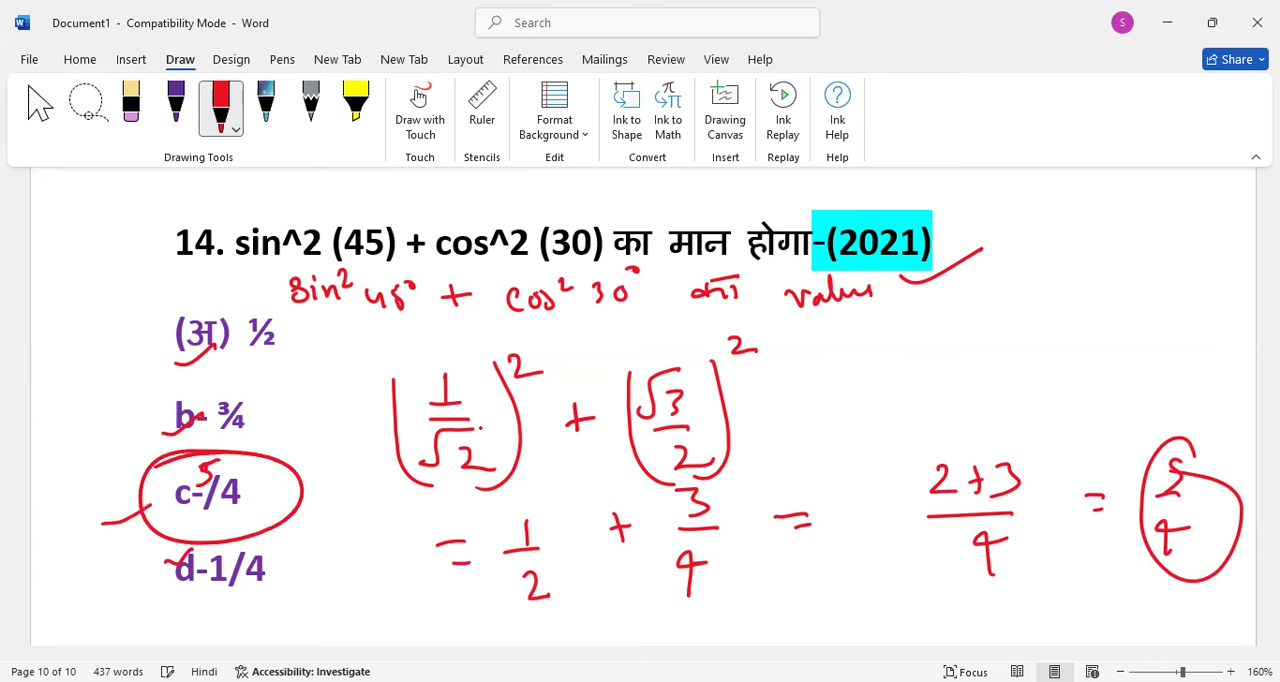 Document1 - Compatibility Mode - Word
Search
S
File Home Insert Draw Design Pens New Tab New Tab Layout References Mailings Review View Help
Share
Draw with Touch
Ruler
Format Background
Ink to Shape
Ink to Math
Drawing Canvas
Ink Replay
Ink Help
Drawing Tools Touch Stencils Edit Convert Insert Replay Help
14. sin^2 (45) + cos^2 (30) का मान होगा-(2021)
sin² 45° + cos² 30° का value
(अ) ½
(1/√2)² + (√3/2)²
b- ¾
c-5/4
= 1/2 + 3/4 = 2+3/4 = 5/4
d-1/4
Page 10 of 10 437 words Hindi Accessibility: Investigate Focus 160%